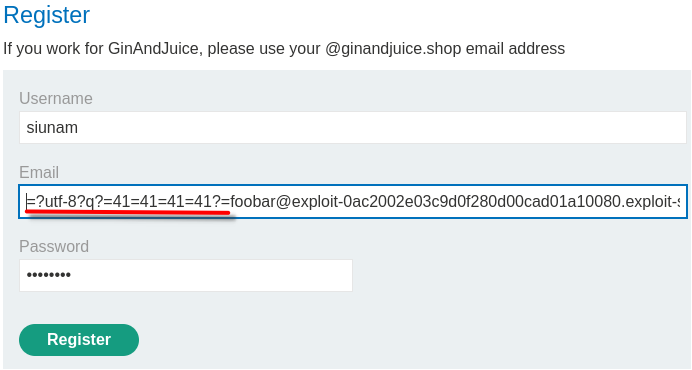 Register
If you work for GinAndJuice, please use your @ginandjuice.shop email address
Username
siunam
Email
=?utf-8?q?=41=41=41=41?=foobar@exploit-0ac2002e03c9d0f280d00cad01a10080.exploit-s
Password
••••••••
Register